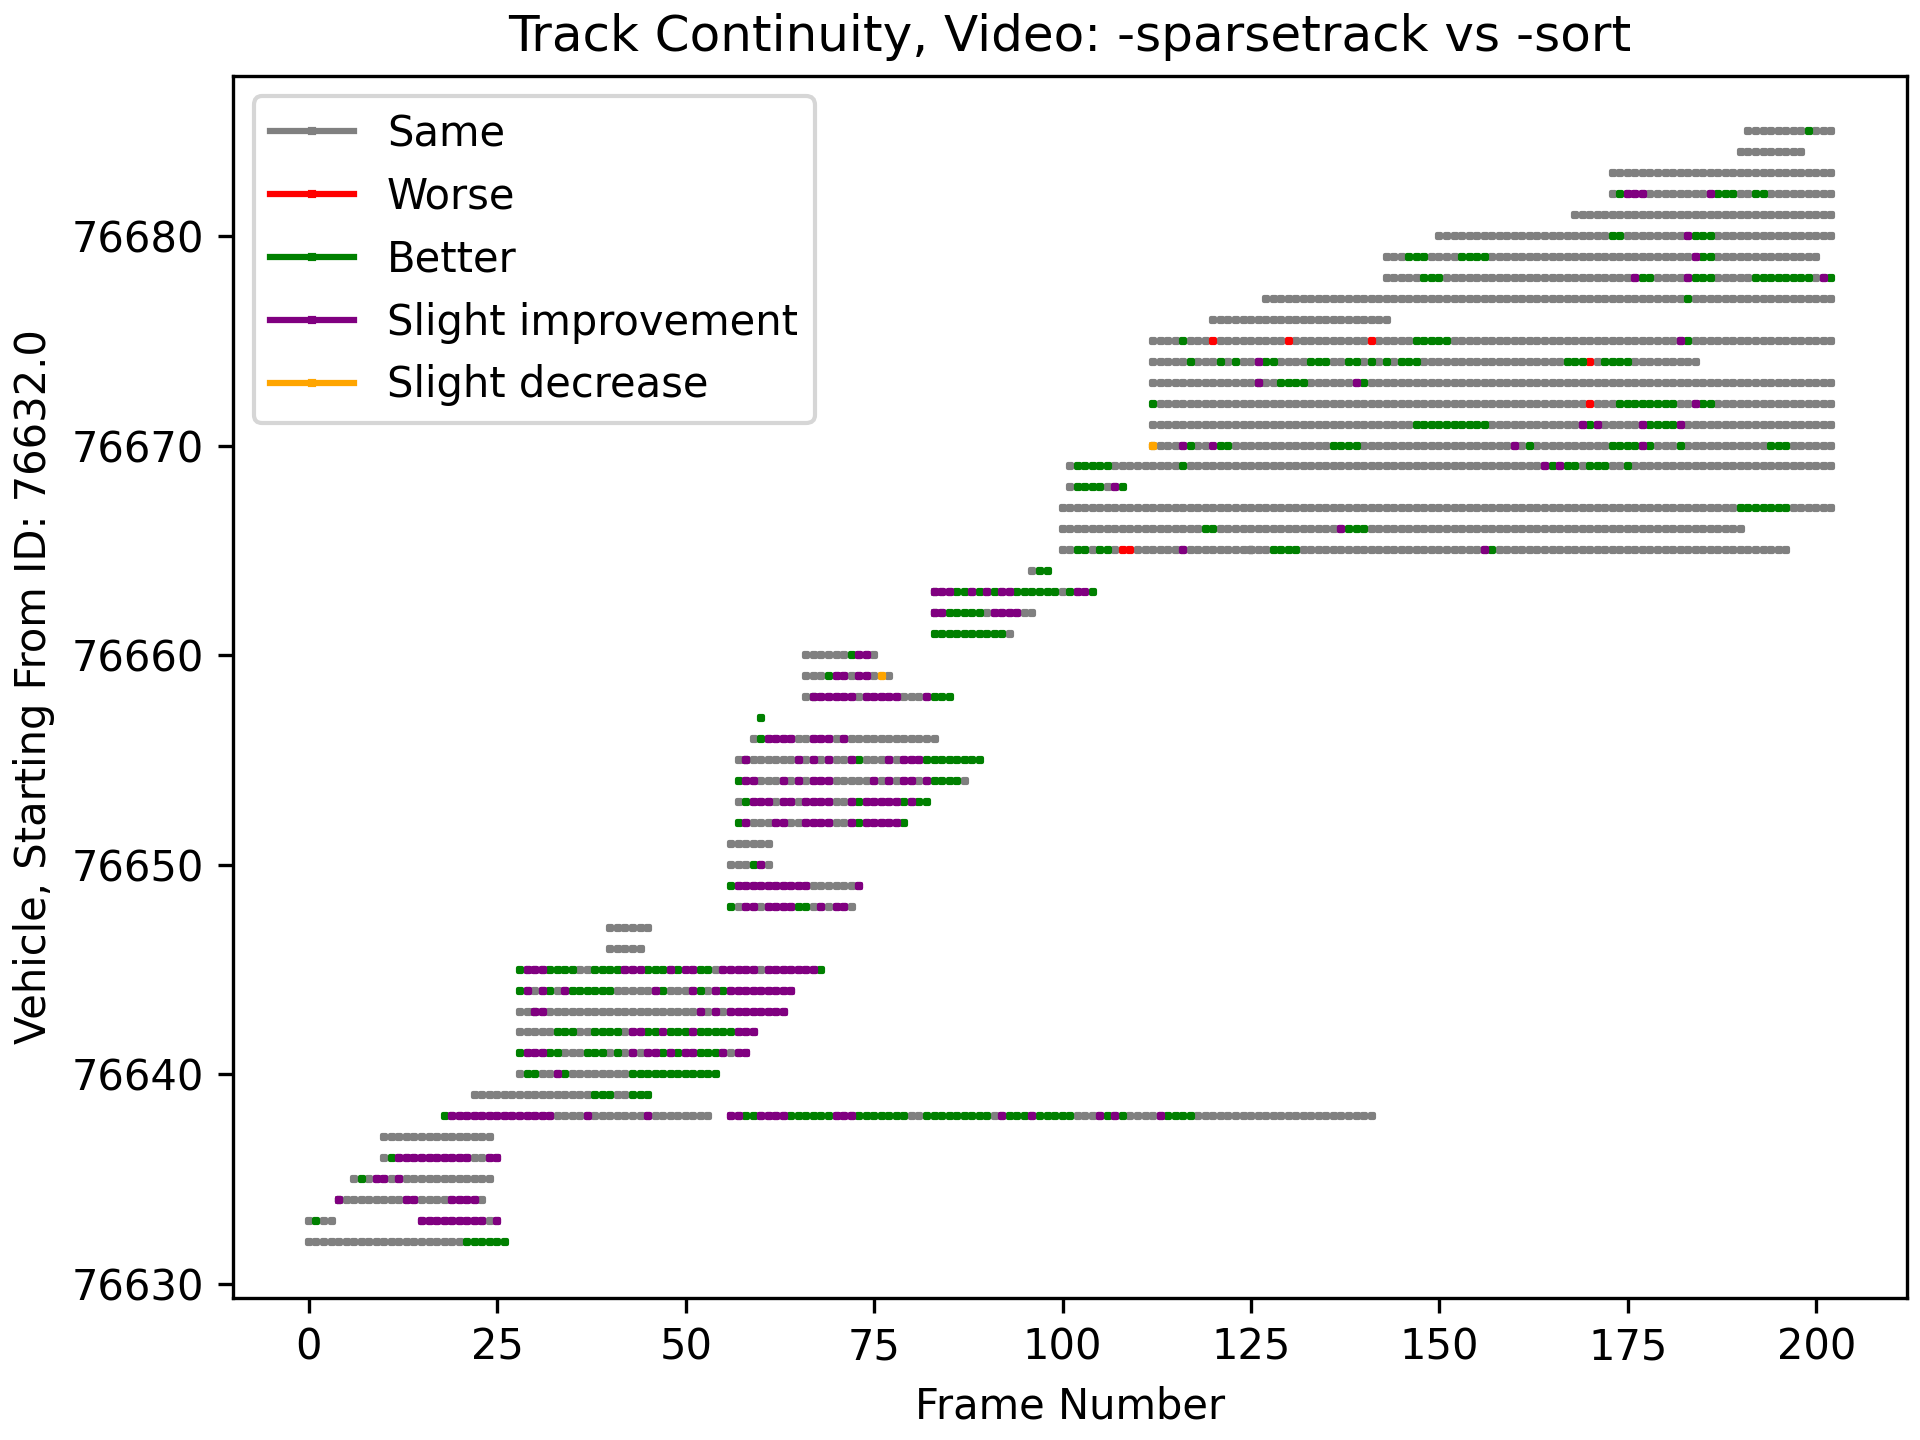 Track Continuity, Video: -sparsetrack vs -sort
Same
Worse
Better
Slight improvement
Slight decrease
Vehicle, Starting From ID: 76632.0
76680
76670
76660
76650
76640
76630
0 25 50 75 100 125 150 175 200
Frame Number